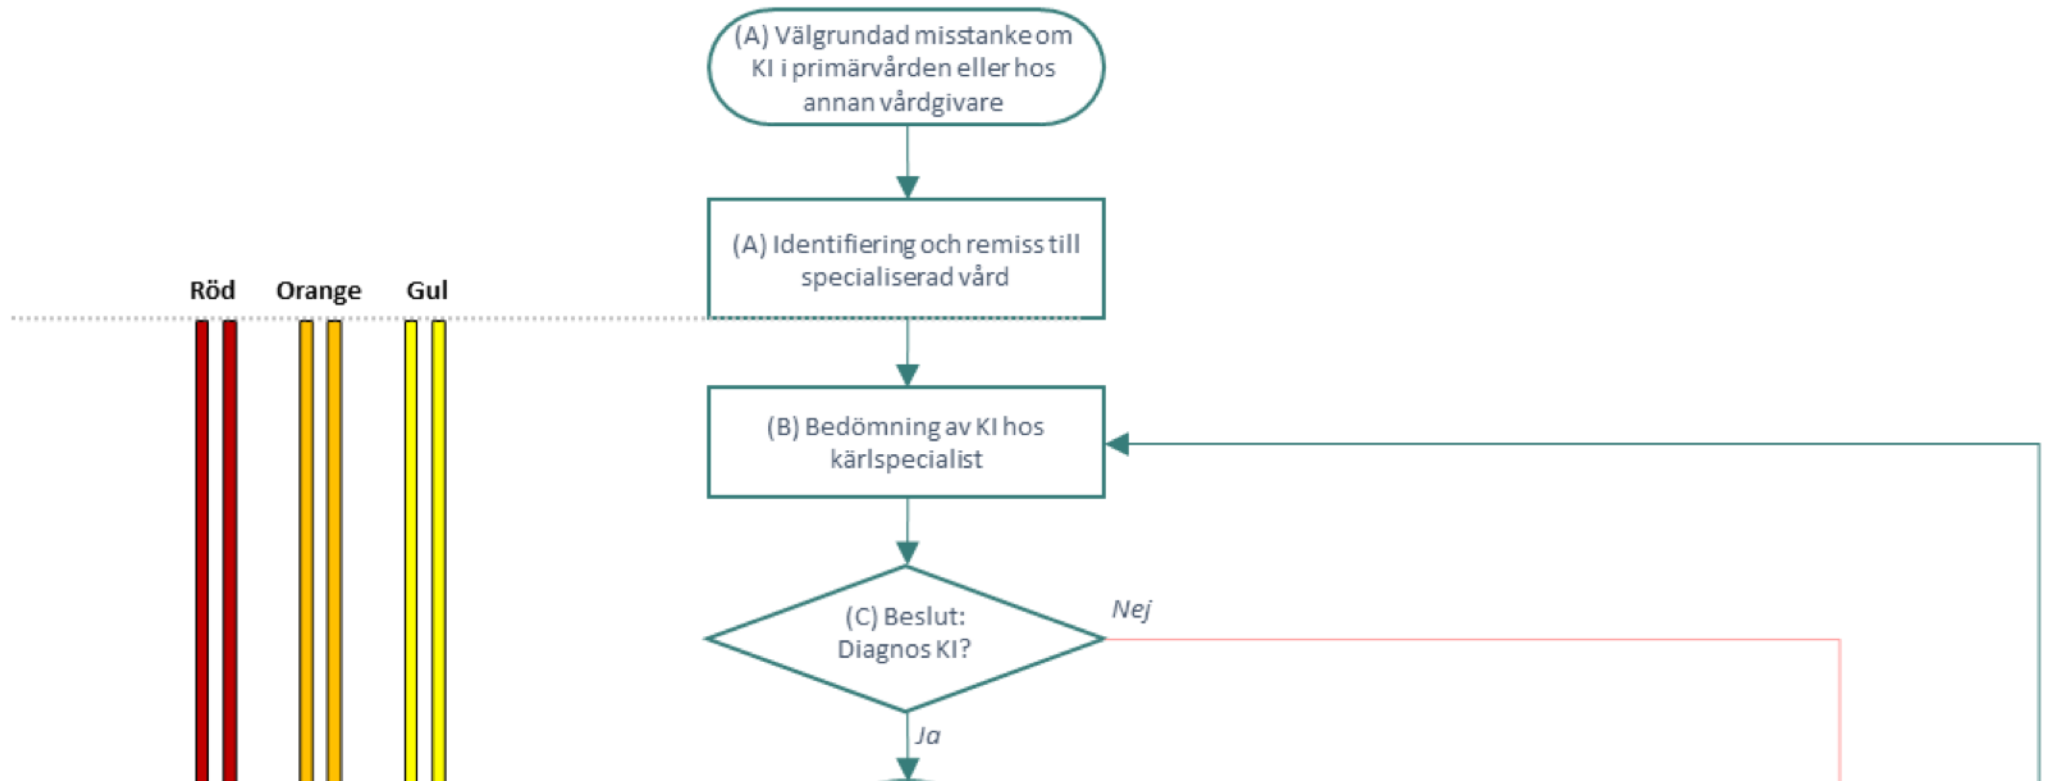 (A) Välgrundad misstanke om
KI i primärvården eller hos
annan vårdgivare
(A) Identifiering och remiss till
specialiserad vård
Röd Orange Gul
(B) Bedömning av KI hos
kärlspecialist
(C) Beslut:
Diagnos KI?
Nej
Ja